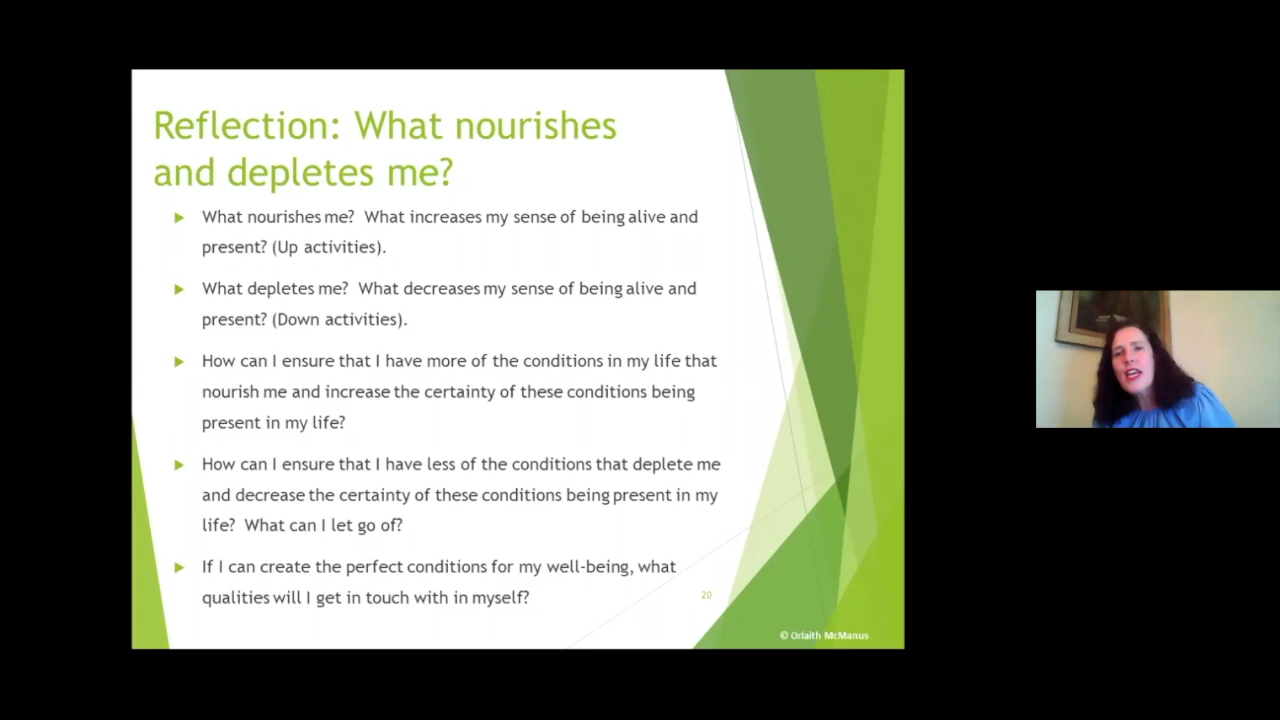 Reflection: What nourishes
and depletes me?
What nourishes me? What increases my sense of being alive and
present? (Up activities).
What depletes me? What decreases my sense of being alive and
present? (Down activities).
How can I ensure that I have more of the conditions in my life that
nourish me and increase the certainty of these conditions being
present in my life?
How can I ensure that I have less of the conditions that deplete me
and decrease the certainty of these conditions being present in my
life? What can I let go of?
If I can create the perfect conditions for my well-being, what
qualities will I get in touch with in myself?
20
© Orlaith McManus